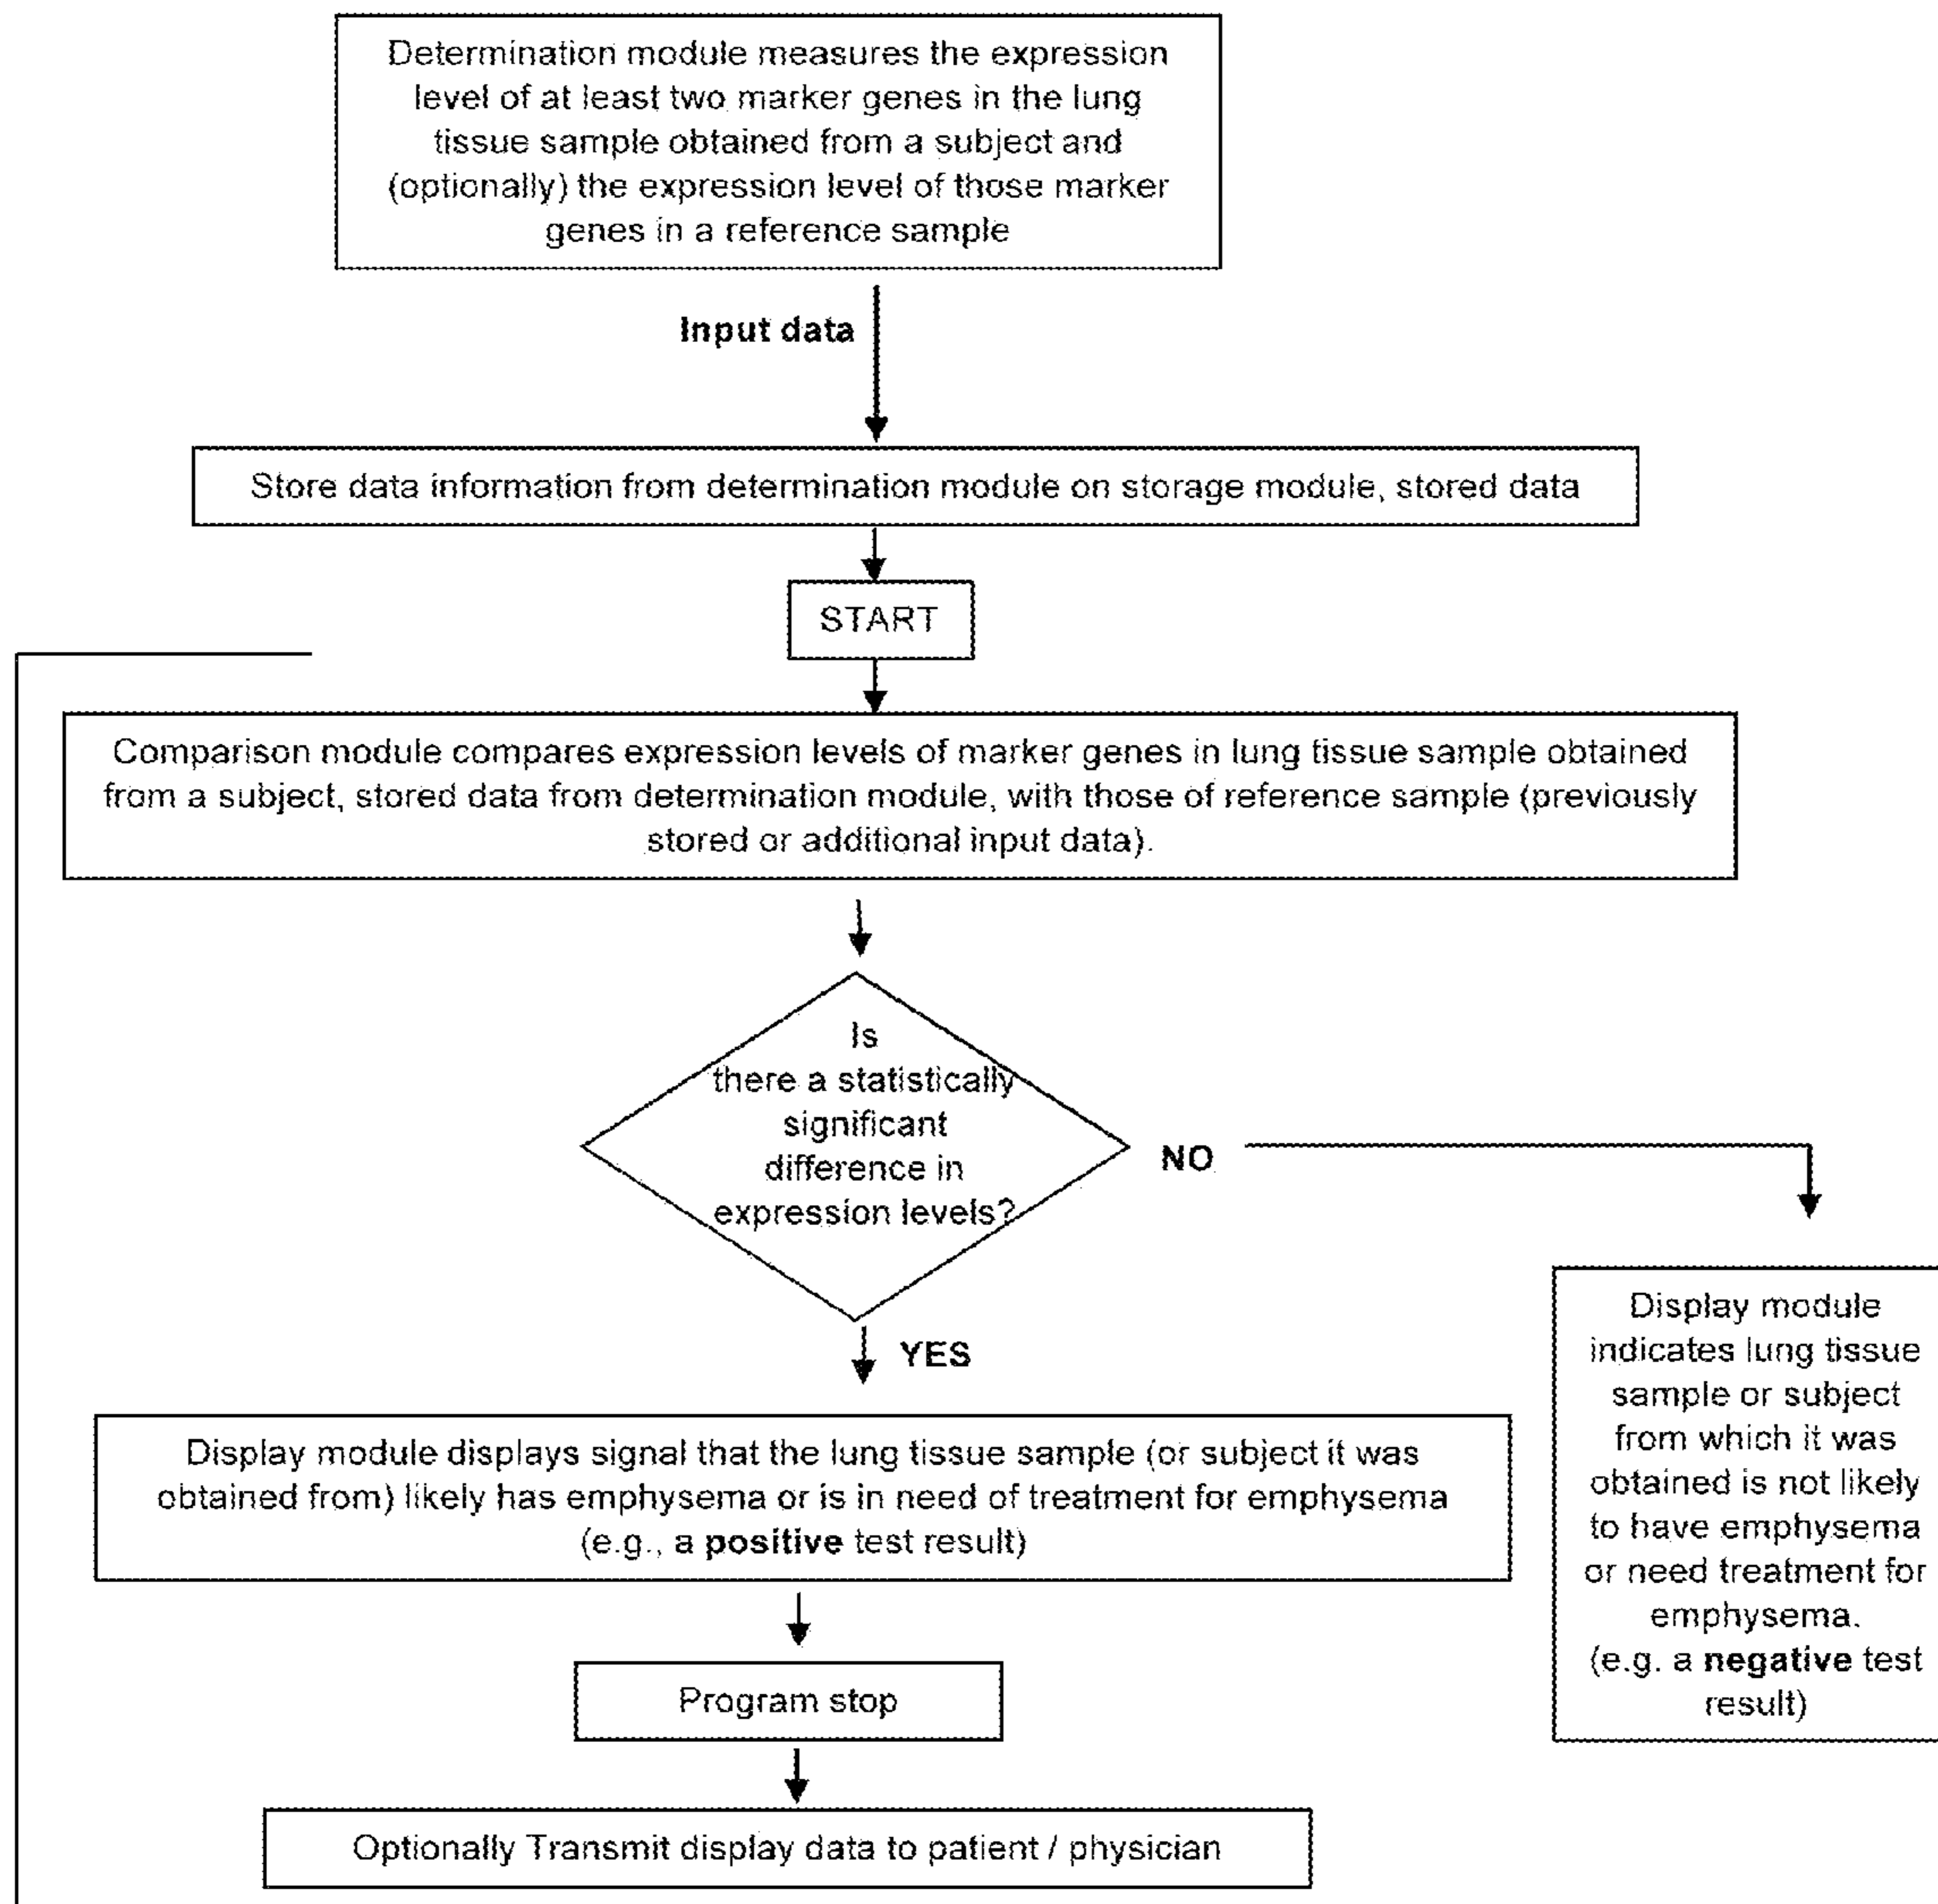 Determination module measures the expression
level of at least two marker genes in the lung
tissue sample obtained from a subject and
(optionally) the expression level of those marker
genes in a reference sample
Input data
Store data information from determination module on storage module, stored data
START
Comparison module compares expression levels of marker genes in lung tissue sample obtained
from a subject, stored data from determination module, with those of reference sample (previously
stored or additional input data).
Is
there a statistically
significant
difference in
expression levels?
NO
YES
Display module displays signal that the lung tissue sample (or subject it was
obtained from) likely has emphysema or is in need of treatment for emphysema
(e.g., a positive test result)
Display module
indicates lung tissue
sample or subject
from which it was
obtained is not likely
to have emphysema
or need treatment for
emphysema.
(e.g. a negative test
result)
Program stop
Optionally Transmit display data to patient / physician